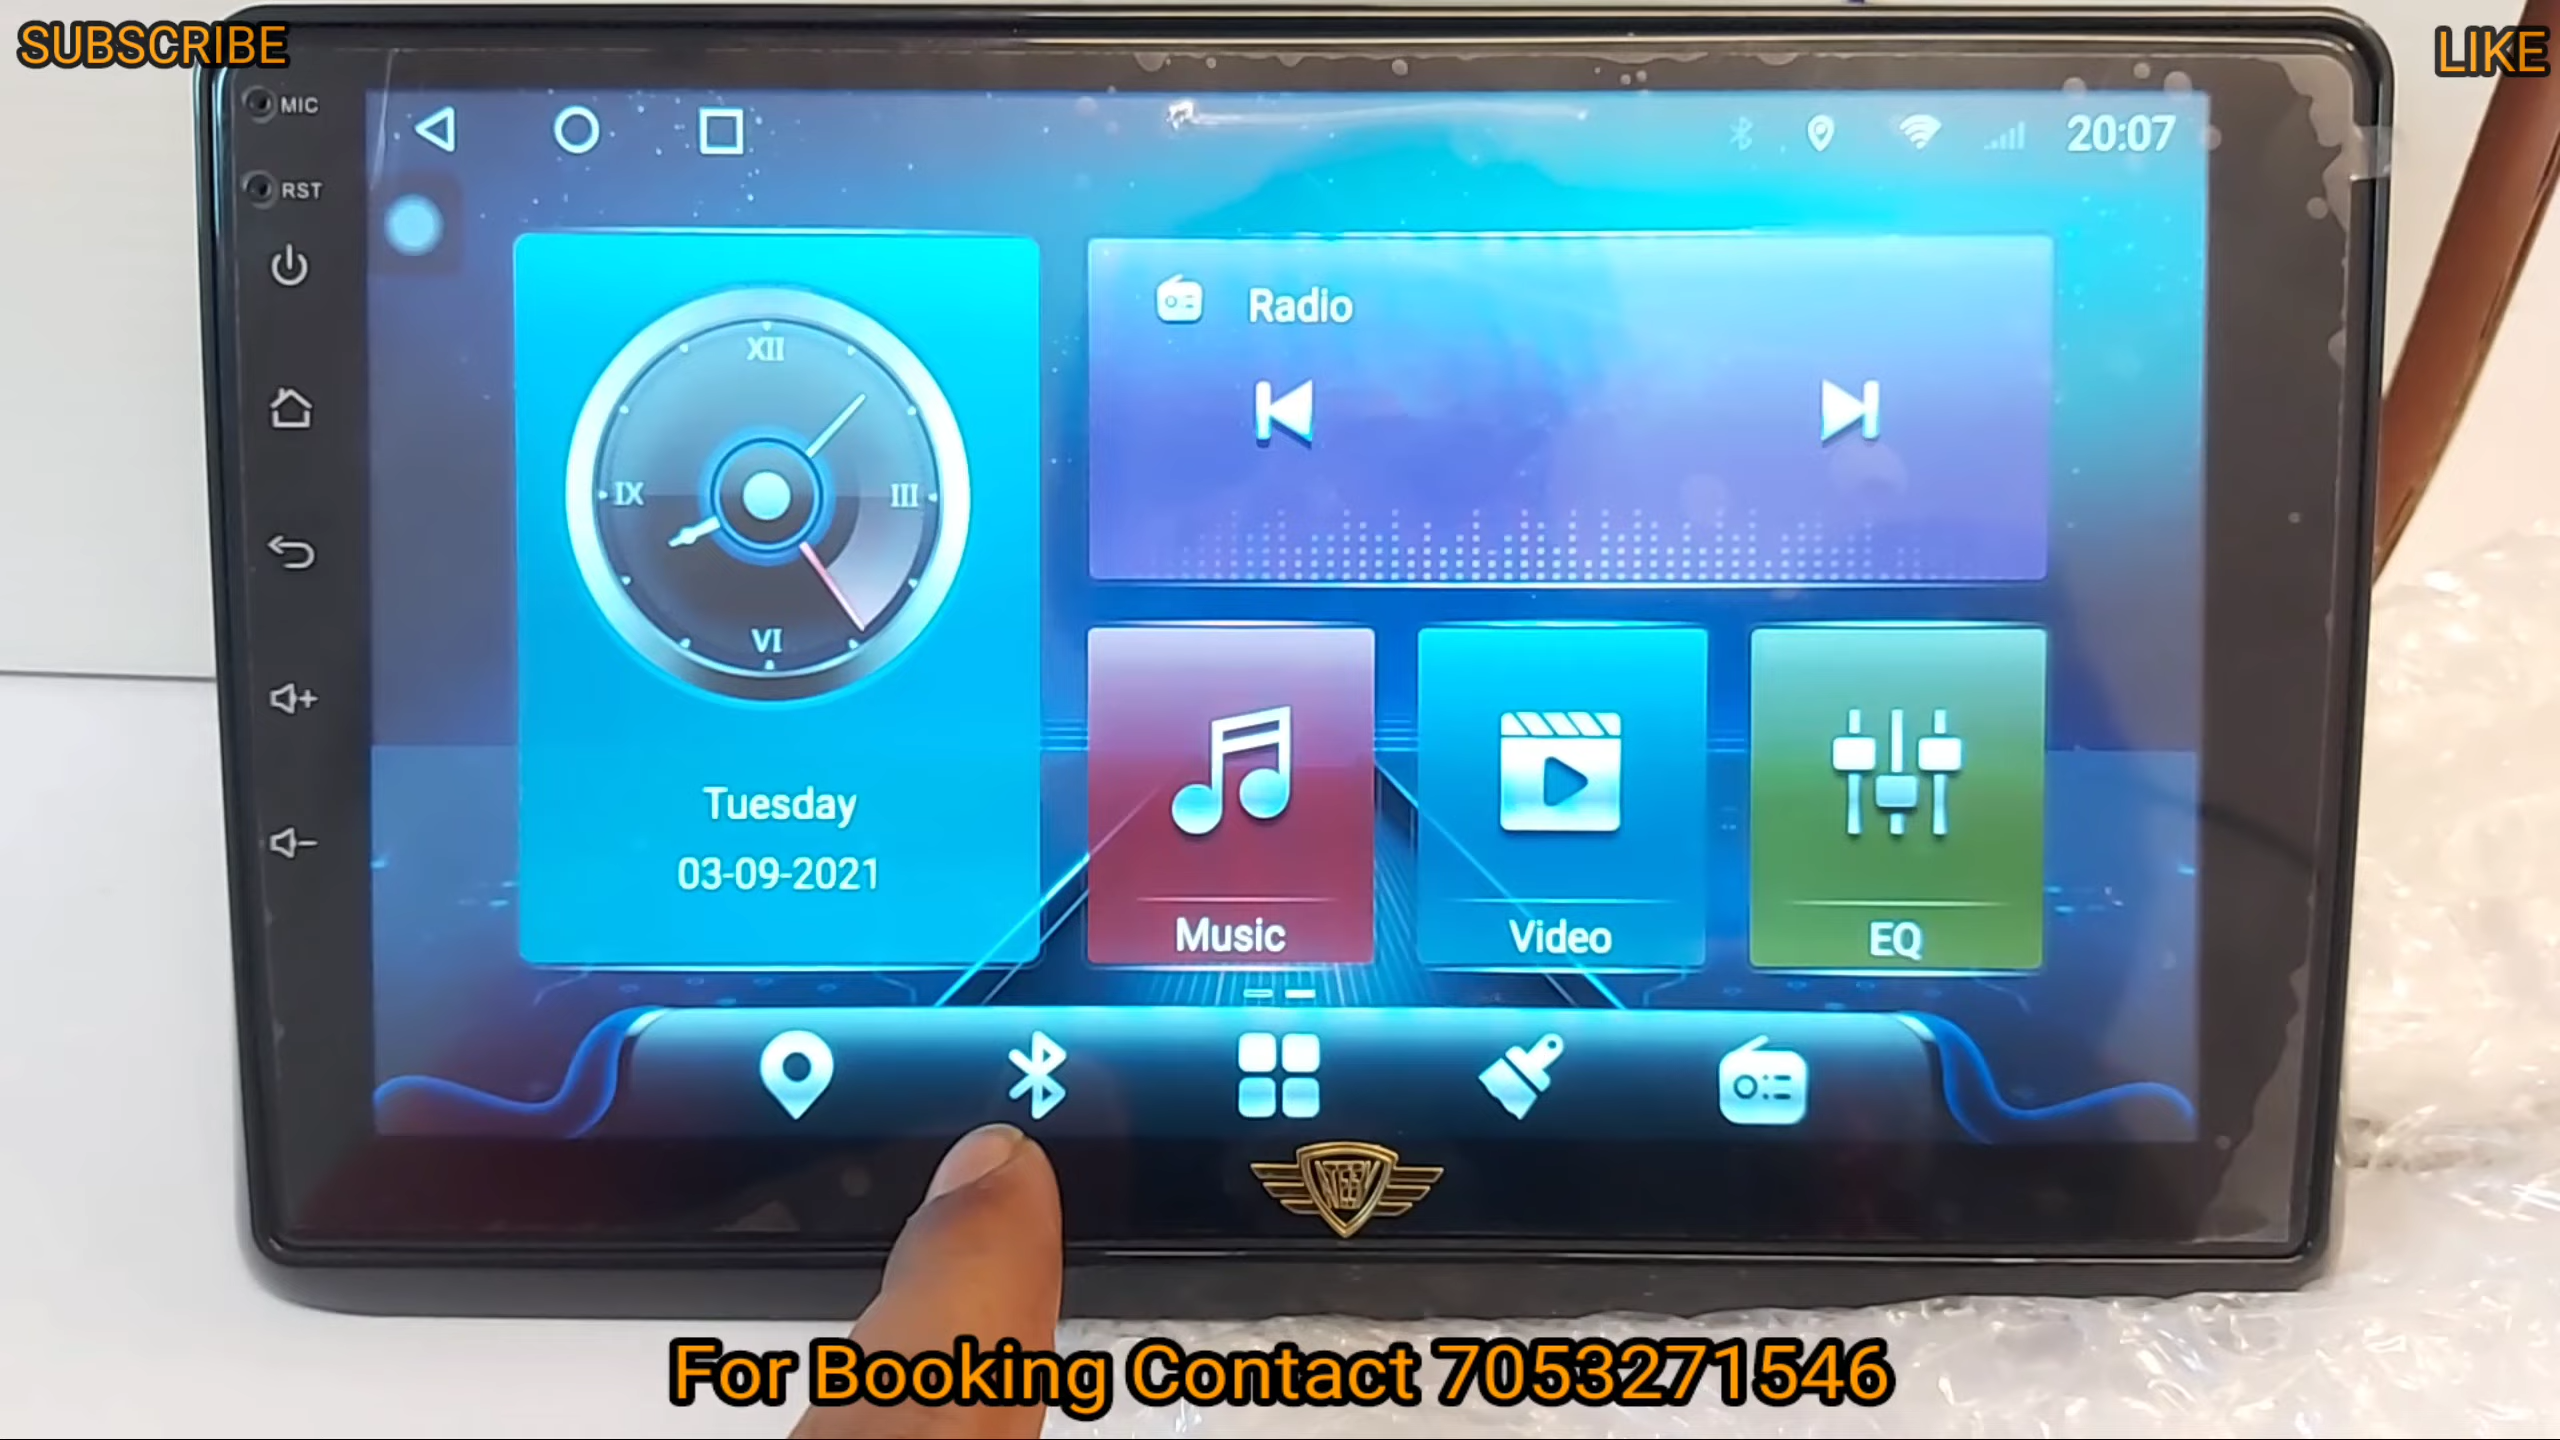 SUBSCRIBE
LIKE
MIC
RST
20:07
Radio
XII
IX
III
VI
Tuesday
03-09-2021
Music
Video
EQ
For Booking Contact 7053271546